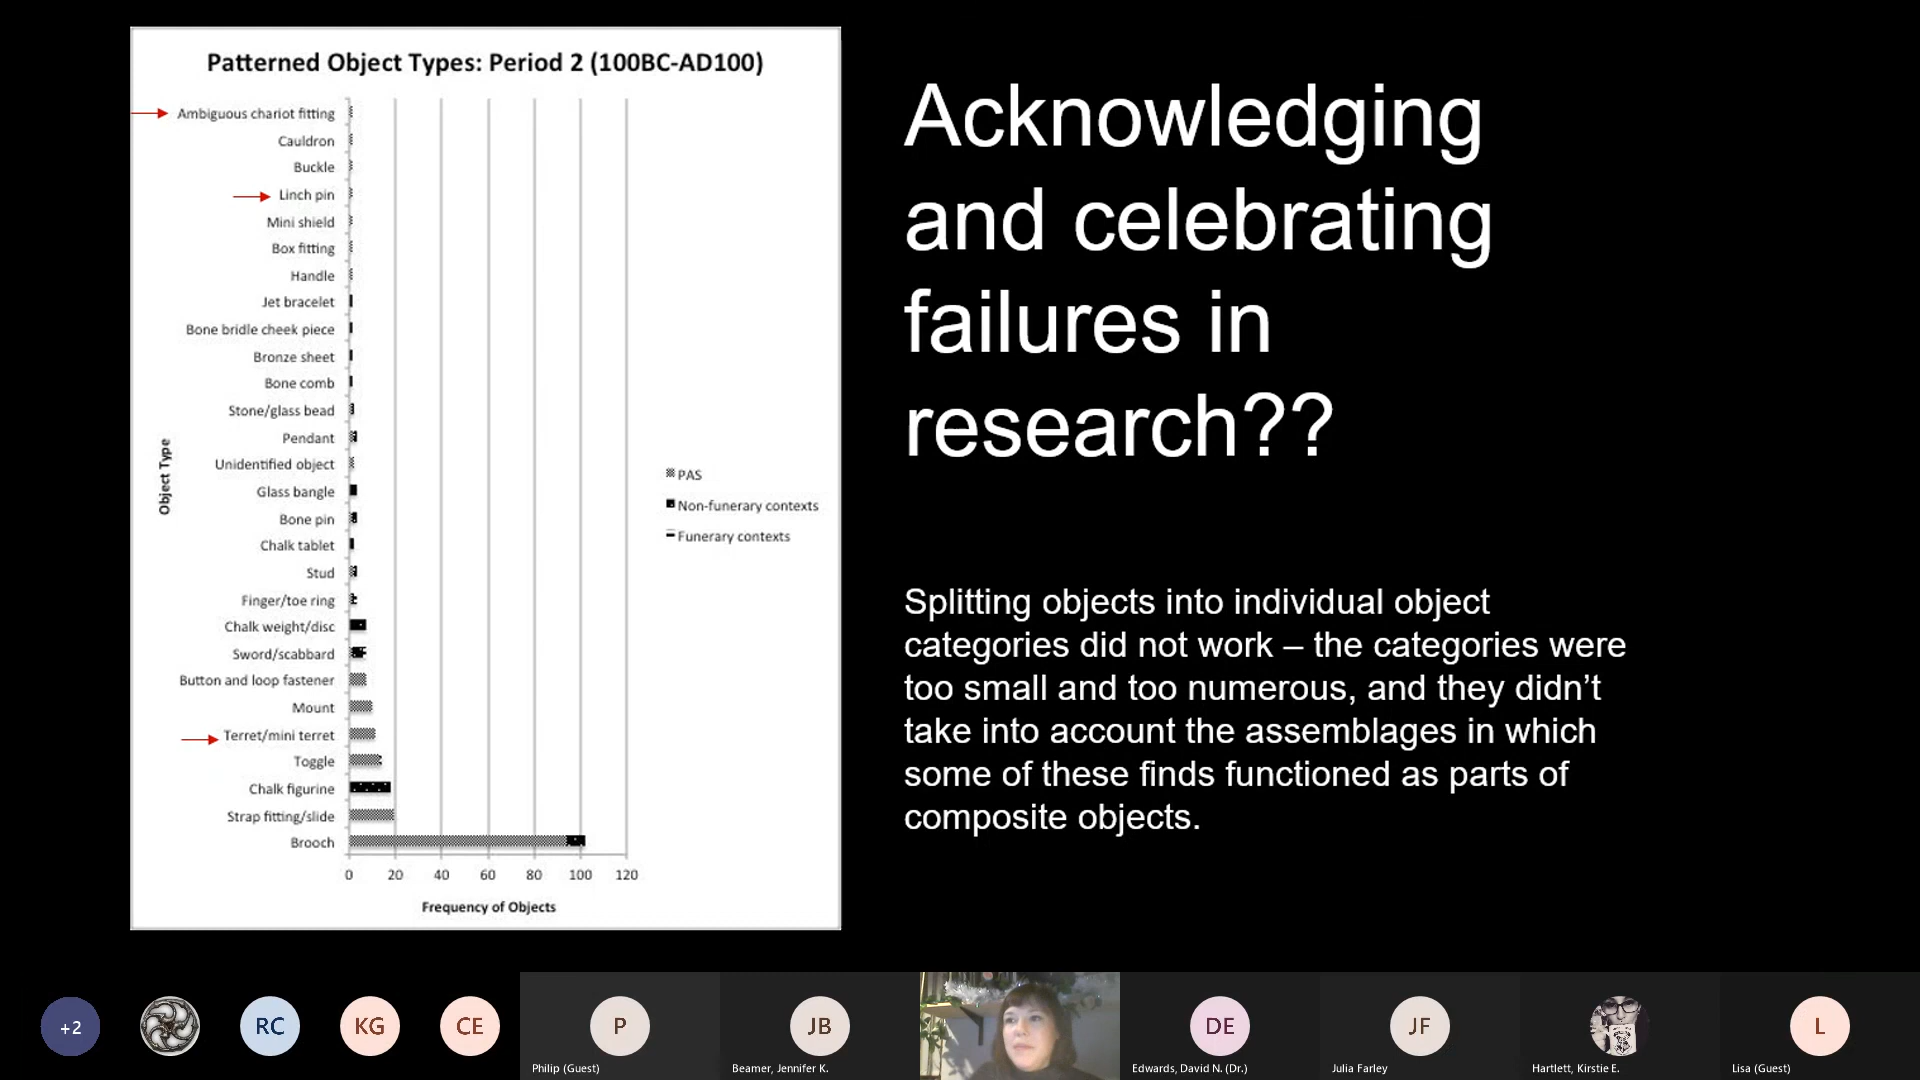 Patterned Object Types: Period 2 (100BC-AD100)
Ambiguous chariot fitting
Cauldron
Buckle
Linch pin
Mini shield
Box fitting
Handle
Jet bracelet
Bone bridle cheek piece
Bronze sheet
Bone comb
Stone/glass bead
Pendant
Unidentified object
Glass bangle
Bone pin
Chalk tablet
Stud
Finger/toe ring
Chalk weight/disc
Sword/scabbard
Button and loop fastener
Mount
Terret/mini terret
Toggle
Chalk figurine
Strap fitting/slide
Brooch
Object Type
0 20 40 60 80 100 120
Frequency of Objects
PAS
Non-funerary contexts
Funerary contexts
Acknowledging
and celebrating
failures in
research??
Splitting objects into individual object
categories did not work – the categories were
too small and too numerous, and they didn’t
take into account the assemblages in which
some of these finds functioned as parts of
composite objects.
+2
RC
KG
CE
P
Philip (Guest)
JB
Beamer, Jennifer K.
DE
Edwards, David N. (Dr.)
JF
Julia Farley
Hartlett, Kirstie E.
L
Lisa (Guest)